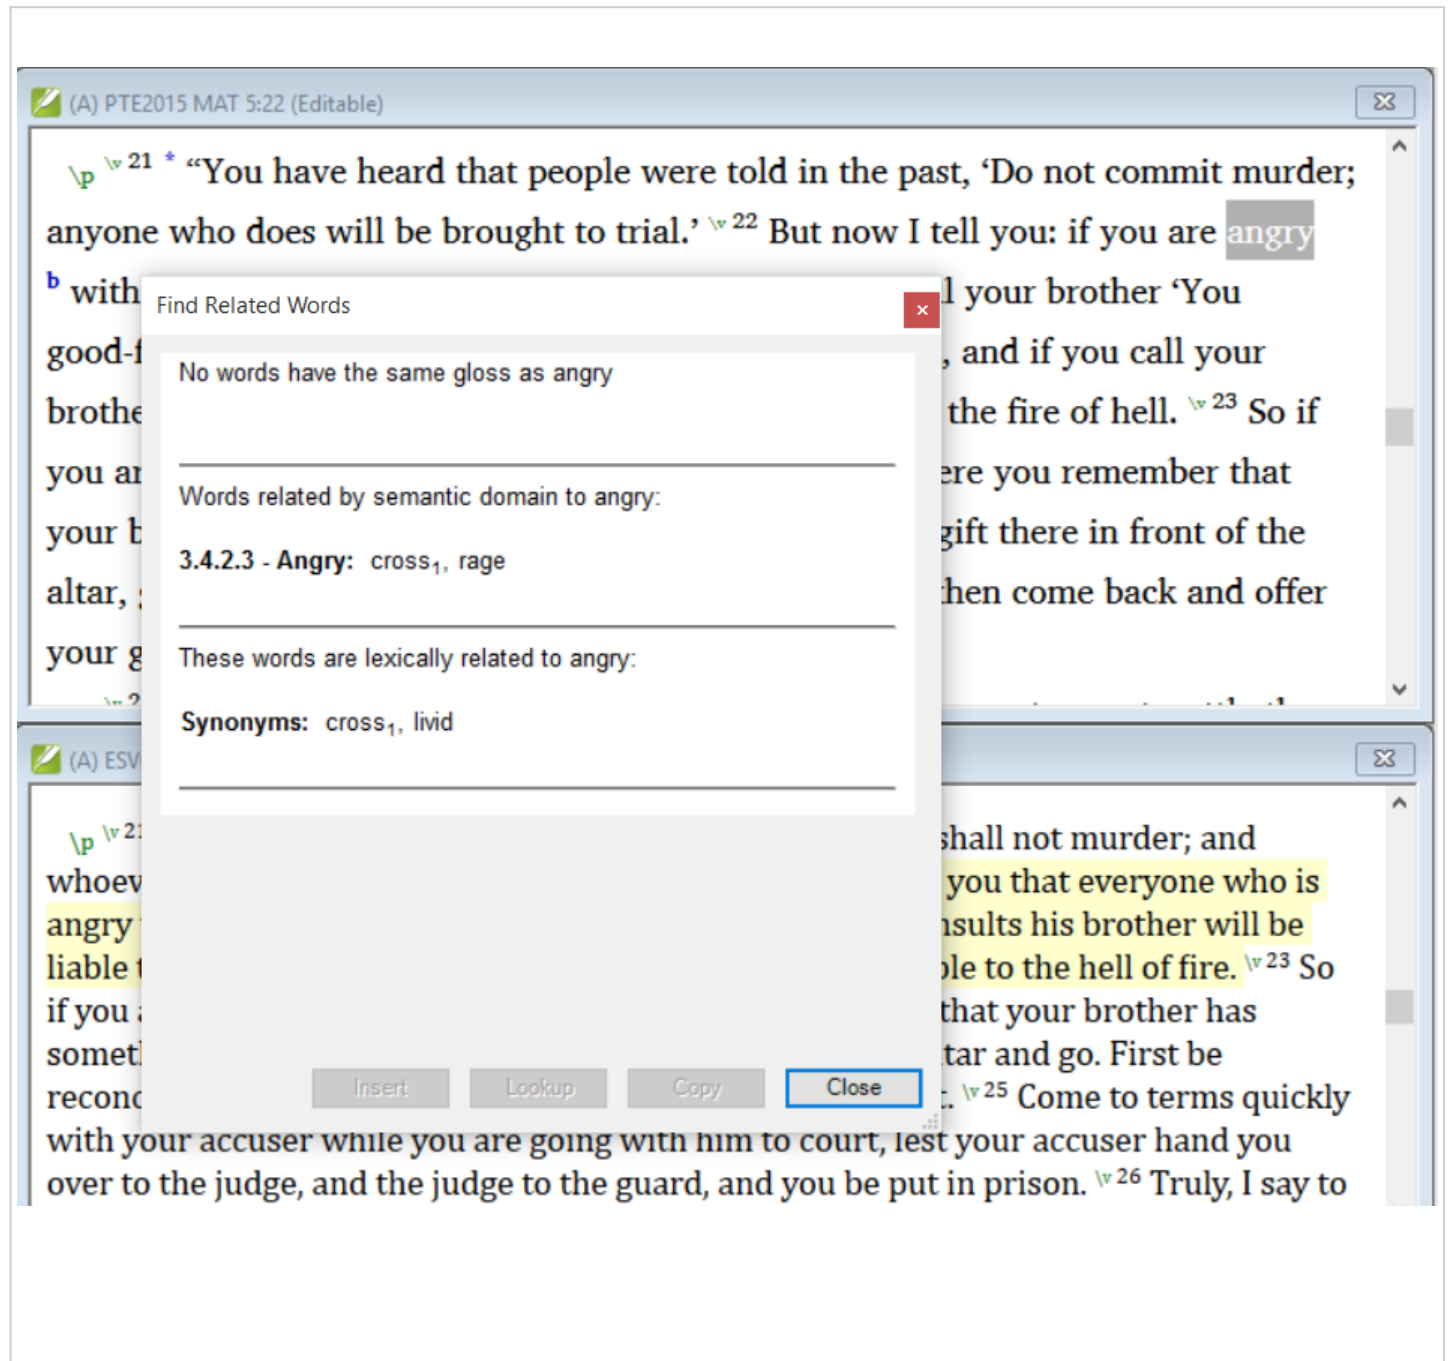 (A) PTE2015 MAT 5:22 (Editable)
\p \v 21 * “You have heard that people were told in the past, ‘Do not commit murder;
anyone who does will be brought to trial.’ \v 22 But now I tell you: if you are angry
b with l your brother ‘You
good-f , and if you call your
brothe the fire of hell. \v 23 So if
you ar ere you remember that
your b gift there in front of the
altar, then come back and offer
your g
Find Related Words
No words have the same gloss as angry
Words related by semantic domain to angry:
3.4.2.3 - Angry: cross1, rage
These words are lexically related to angry:
Synonyms: cross1, livid
Insert Lookup Copy Close
(A) ESV
\p \v 21 shall not murder; and
whoev you that everyone who is
angry nsults his brother will be
liable t ble to the hell of fire. \v 23 So
if you that your brother has
somet tar and go. First be
reconc t. \v 25 Come to terms quickly
with your accuser while you are going with him to court, lest your accuser hand you
over to the judge, and the judge to the guard, and you be put in prison. \v 26 Truly, I say to